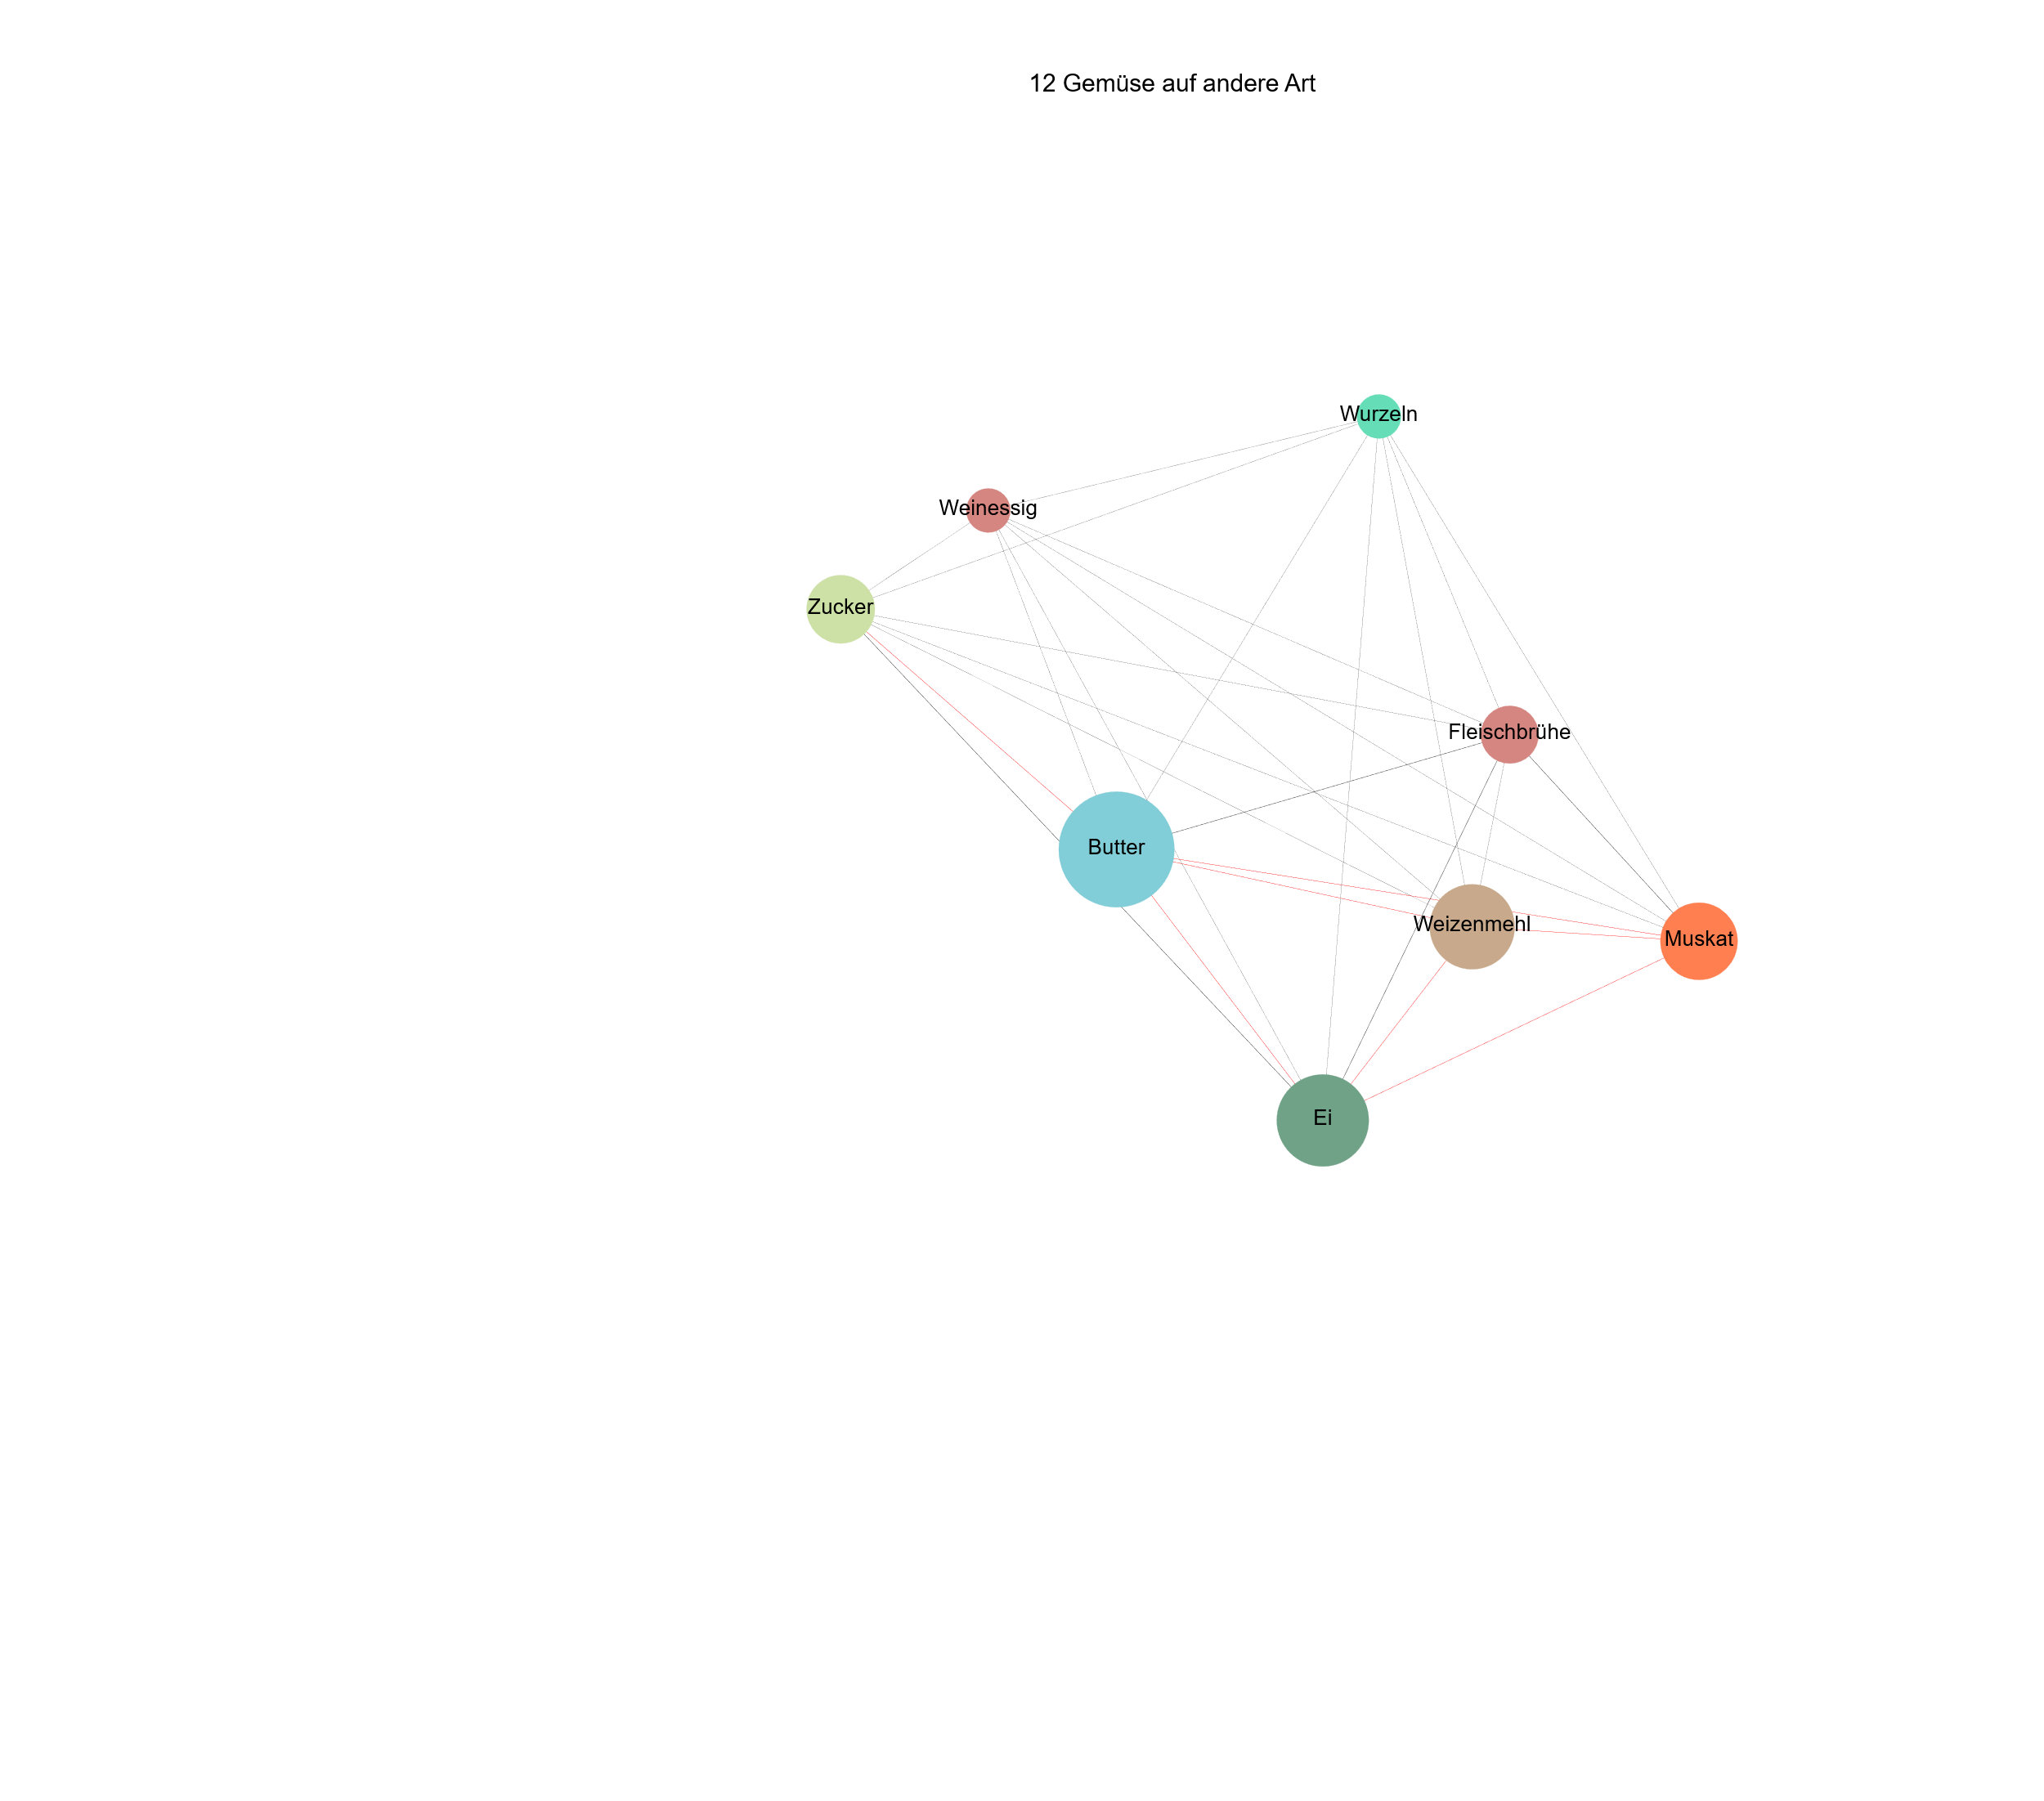 12 Gemüse auf andere Art
Wurzeln
Weinessig
Zucker
Fleischbrühe
Butter
Weizenmehl
Muskat
Ei